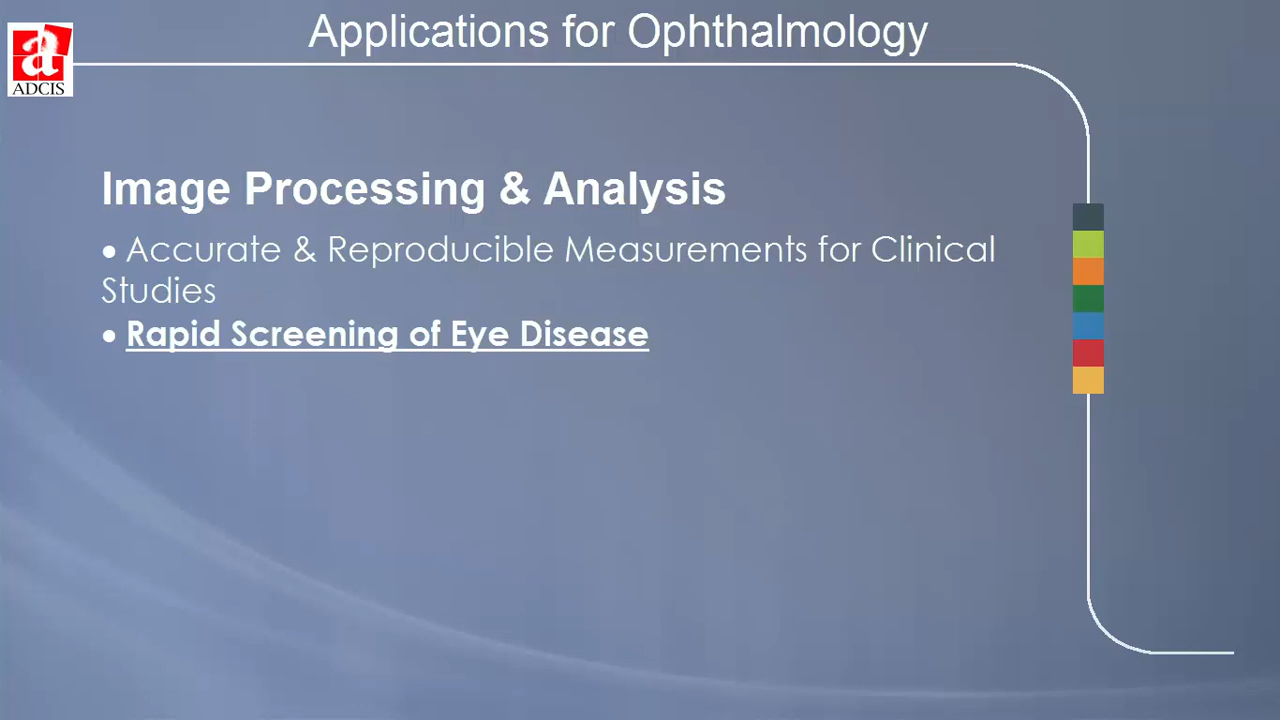 Applications for Ophthalmology
a
ADCIS
Image Processing & Analysis
• Accurate & Reproducible Measurements for Clinical
Studies
• Rapid Screening of Eye Disease